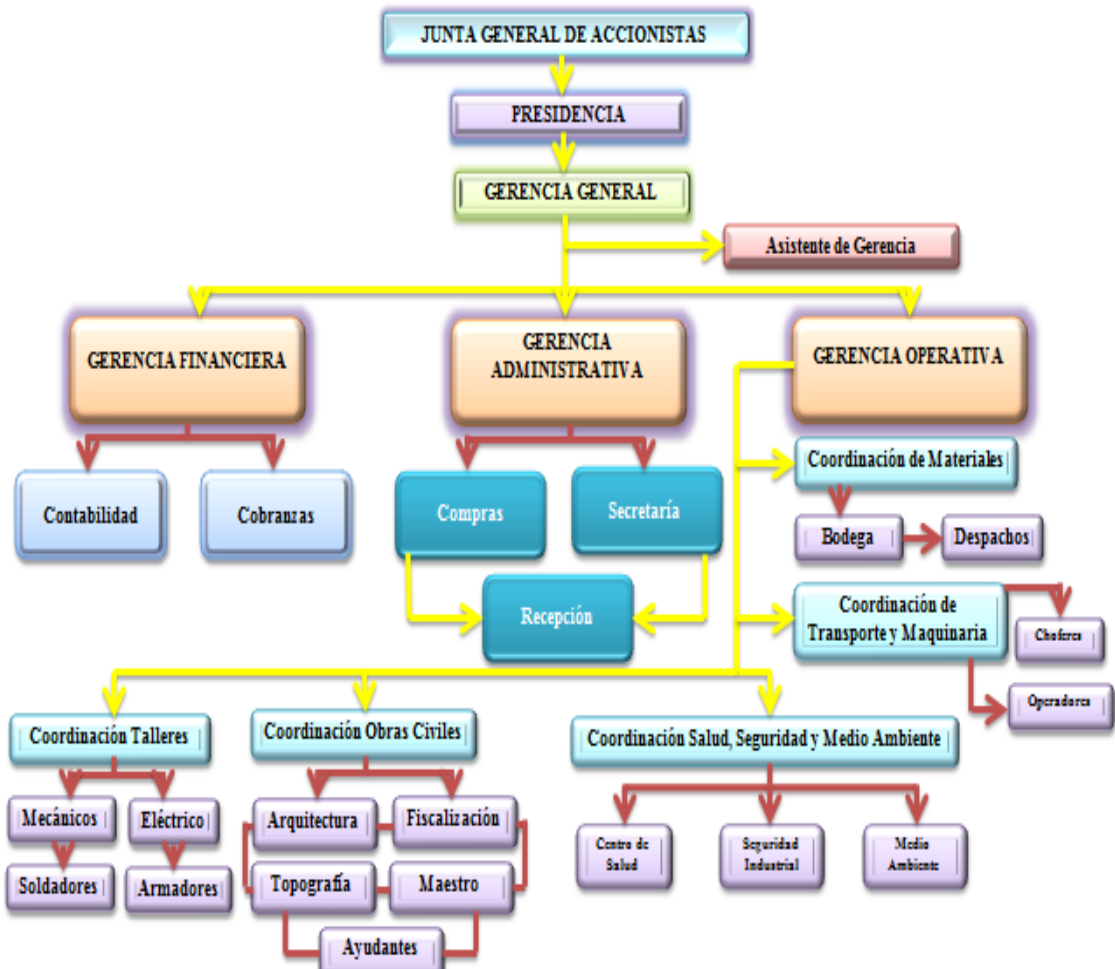 JUNTA GENERAL DE ACCIONISTAS
PRESIDENCIA
GERENCIA GENERAL
Asistente de Gerencia
GERENCIA FINANCIERA
GERENCIA
ADMINISTRATIVA
GERENCIA OPERATIVA
Contabilidad
Cobranzas
Compras
Secretaría
Recepción
Coordinación de Materiales
Bodega
Despachos
Coordinación de
Transporte y Maquinaria
Choferes
Operadores
Coordinación Talleres
Mecánicos
Eléctrico
Soldadores
Armadores
Coordinación Obras Civiles
Arquitectura
Fiscalización
Topografía
Maestro
Ayudantes
Coordinación Salud, Seguridad y Medio Ambiente
Centro de
Salud
Seguridad
Industrial
Medio
Ambiente